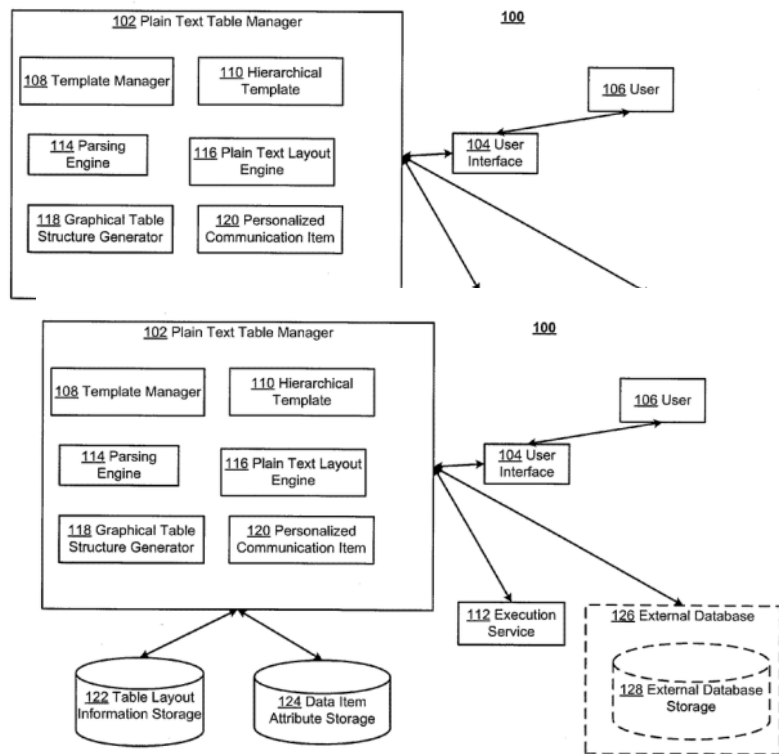 102 Plain Text Table Manager
100
108 Template Manager
110 Hierarchical
Template
106 User
114 Parsing
Engine
116 Plain Text Layout
Engine
104 User
Interface
118 Graphical Table
Structure Generator
120 Personalized
Communication Item
102 Plain Text Table Manager
100
108 Template Manager
110 Hierarchical
Template
106 User
114 Parsing
Engine
116 Plain Text Layout
Engine
104 User
Interface
118 Graphical Table
Structure Generator
120 Personalized
Communication Item
112 Execution
Service
126 External Database
122 Table Layout
Information Storage
124 Data Item
Attribute Storage
128 External Database
Storage